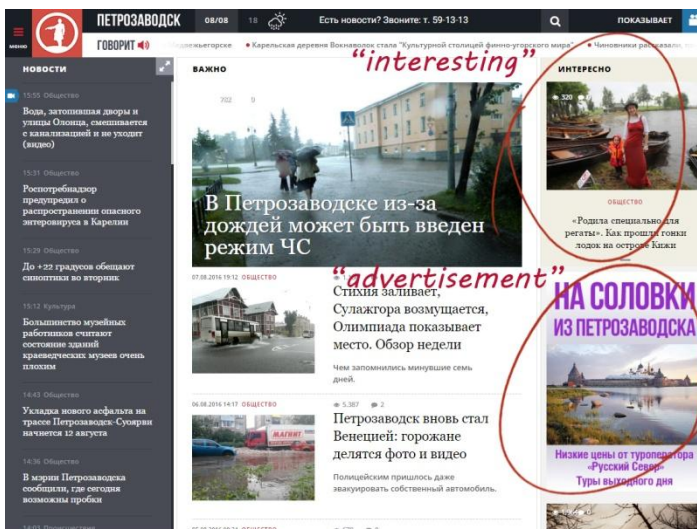 ПЕТРОЗАВОДСК
08/08
18
Есть новости? Звоните: т. 59-13-13
ПОКАЗЫВАЕТ
меню
ГОВОРИТ
• Карельская деревня Вокнаволок стала "Культурной столицей финно-угорского мира"
• Чиновники рассказали,
НОВОСТИ
15:55 Общество
Вода, затопившая дворы и
улицы Олонца, смешивается
с канализацией и не уходит
(видео)
15:31 Общество
Роспотребнадзор
предупредил о
распространении опасного
энтеровируса в Карелии
15:29 Общество
До +22 градусов обещают
синоптики во вторник
15:12 Культура
Большинство музейных
работников считают
состояние зданий
краеведческих музеев очень
плохим
14:43 Общество
Укладка нового асфальта на
трассе Петрозаводск-Суоярви
начнется 12 августа
14:36 Общество
В мэрии Петрозаводска
сообщили, где сегодня
возможны пробки
14:01 Происшествия
ВАЖНО
"interesting"
702 0
В Петрозаводске из-за
дождей может быть введен
режим ЧС
"advertisement"
07.08.2016 19:12 ОБЩЕСТВО
Стихия заливает,
Сулажгора возмущается,
Олимпиада показывает
место. Обзор недели
Чем запомнились минувшие семь
дней.
06.08.2016 14:17 ОБЩЕСТВО
5.387 2
МАГНИТ
Петрозаводск вновь стал
Венецией: горожане
делятся фото и видео
Полицейским пришлось даже
эвакуировать собственный автомобиль.
ИНТЕРЕСНО
320
ОБЩЕСТВО
«Родила специально для
регаты». Как прошли гонки
лодок на острове Кижи
НА СОЛОВКИ
ИЗ ПЕТРОЗАВОДСКА
Низкие цены от туроператора
«Русский Север»
Туры выходного дня